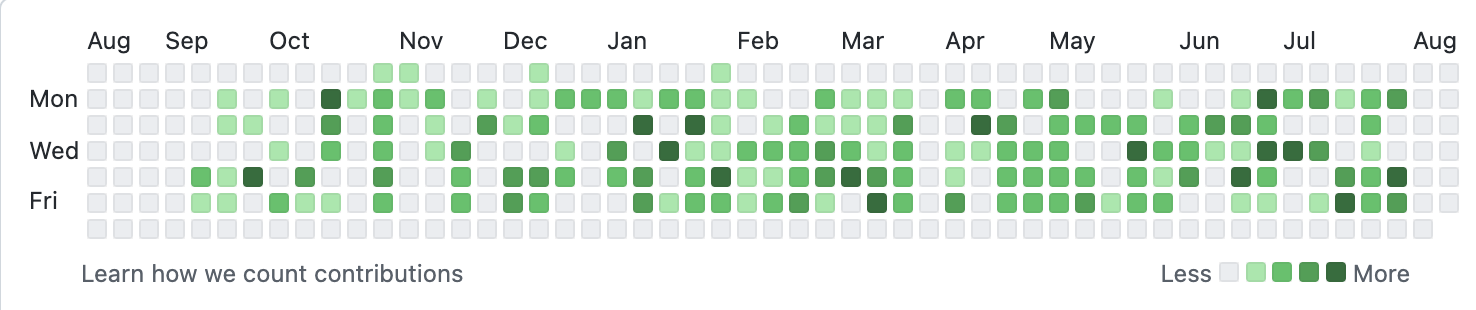 Aug Sep Oct Nov Dec Jan Feb Mar Apr May Jun Jul Aug
Mon
Wed
Fri
Learn how we count contributions
Less More